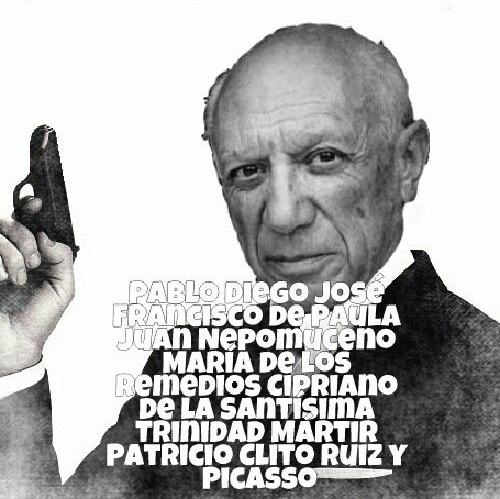 PABLO DIEGO JOSÉ
FRANCISCO DE PAULA
JUAN NEPOMUCENO
MARÍA DE LOS
REMEDIOS CIPRIANO
DE LA SANTÍSIMA
TRINIDAD MÁRTIR
PATRICIO CLITO RUIZ Y
PICASSO